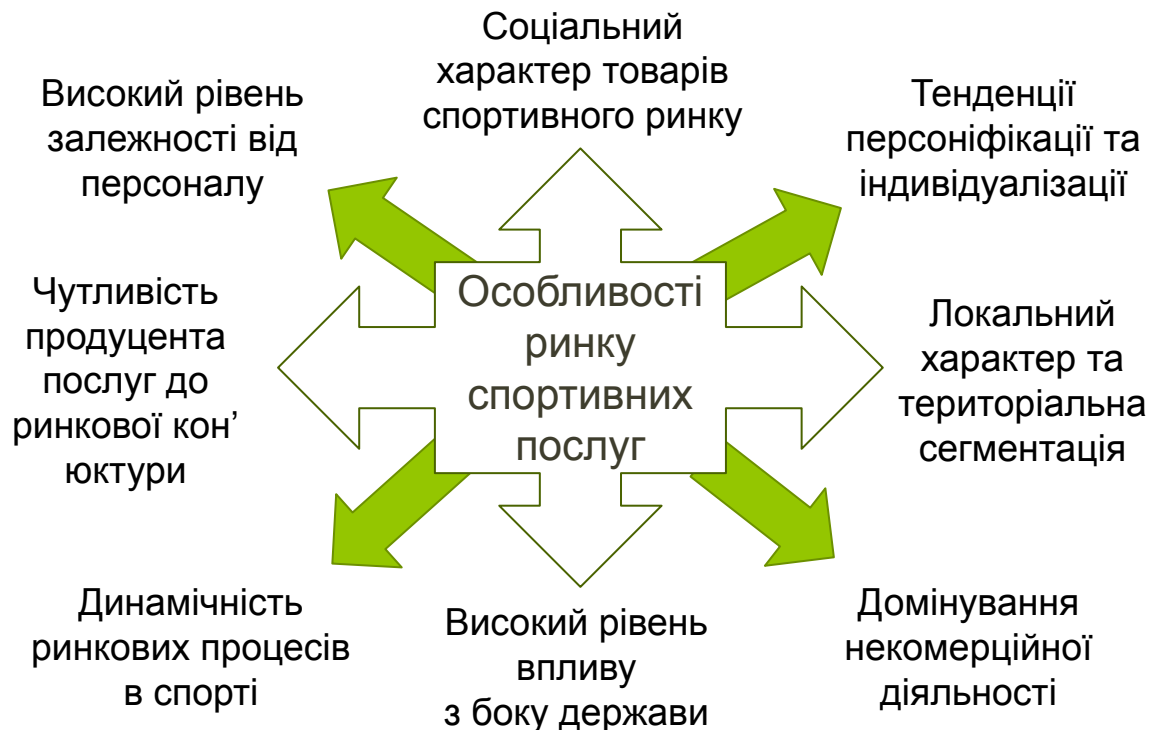 Соціальний
характер товарів
спортивного ринку
Високий рівень
залежності від
персоналу
Тенденції
персоніфікації та
індивідуалізації
Чутливість
продуцента
послуг до
ринкової кон’
юктури
Особливості
ринку
спортивних
послуг
Локальний
характер та
територіальна
сегментація
Динамічність
ринкових процесів
в спорті
Високий рівень
впливу
з боку держави
Домінування
некомерційної
діяльності